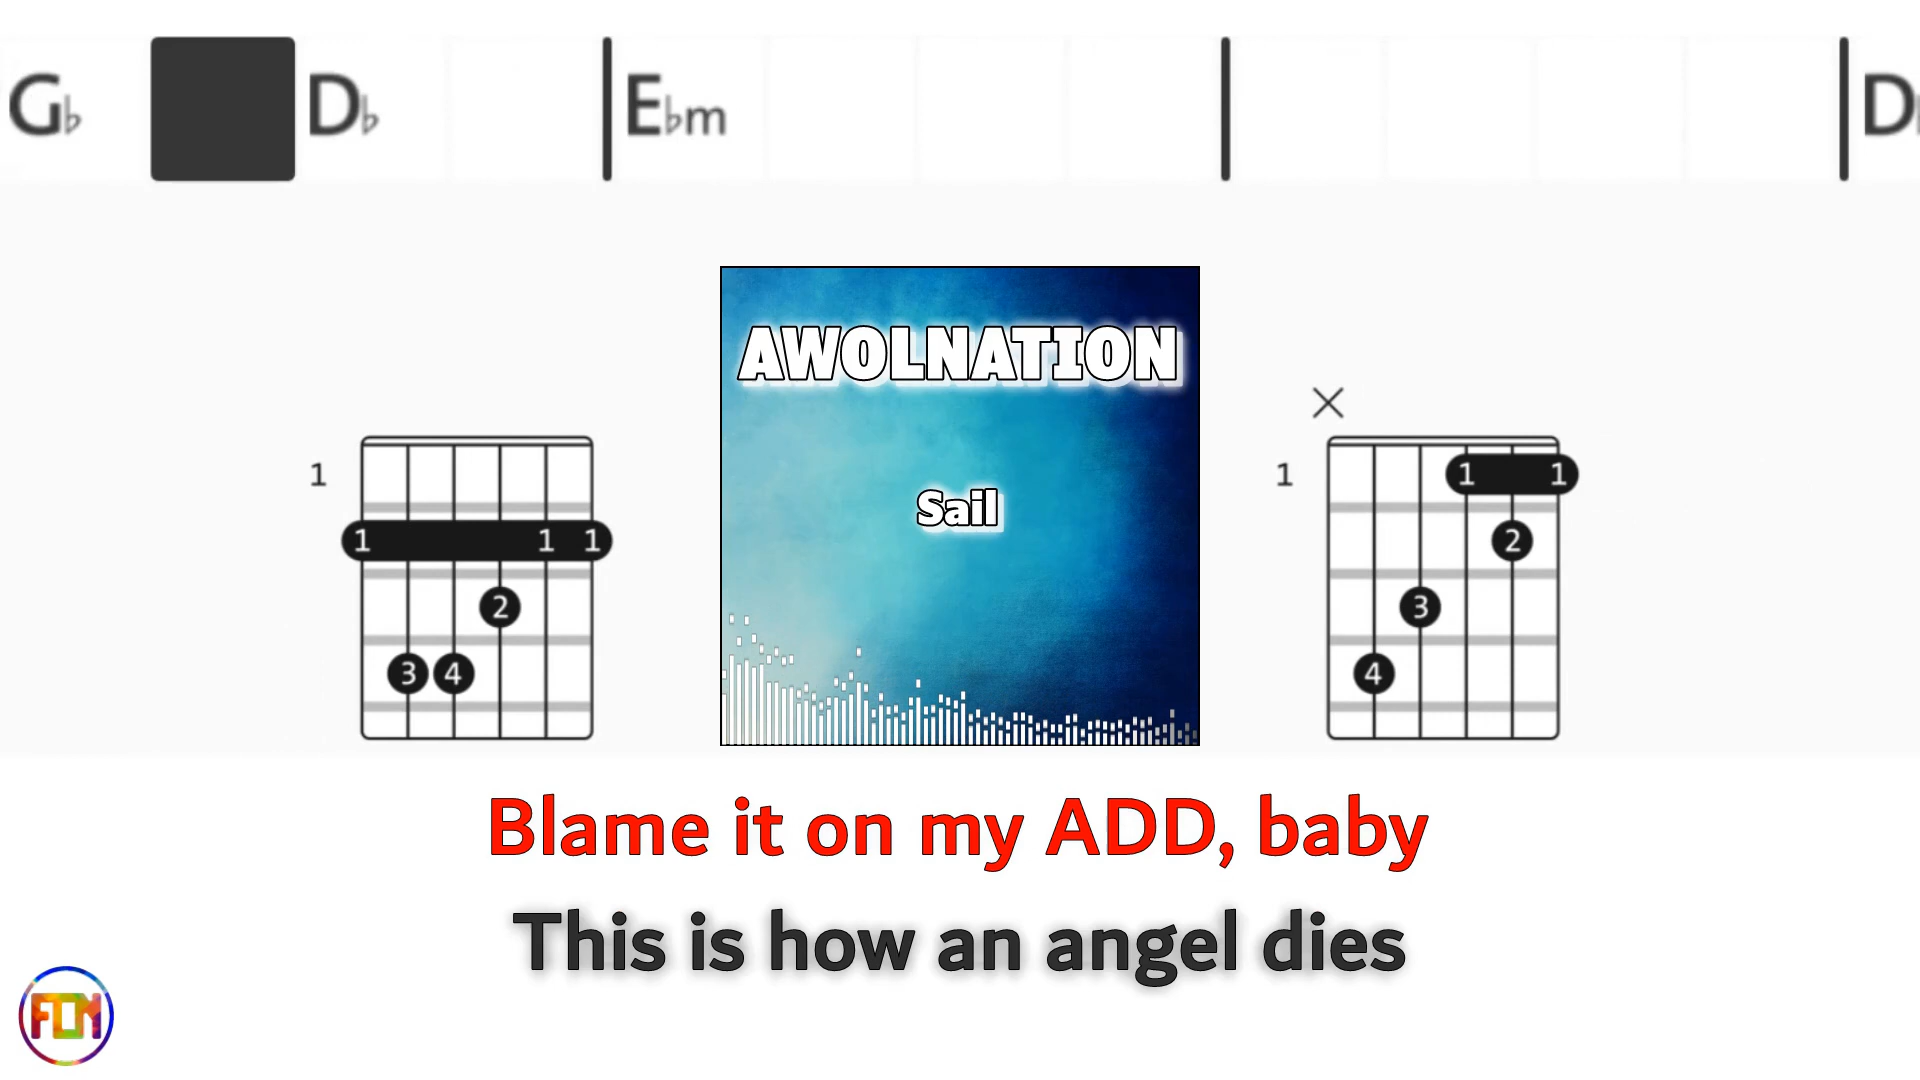 G♭ D♭ E♭m D♭
AWOLNATION
Sail
1
1 1 1
2
3 4
1
1 1
2
3
4
Blame it on my ADD, baby
This is how an angel dies
FCM